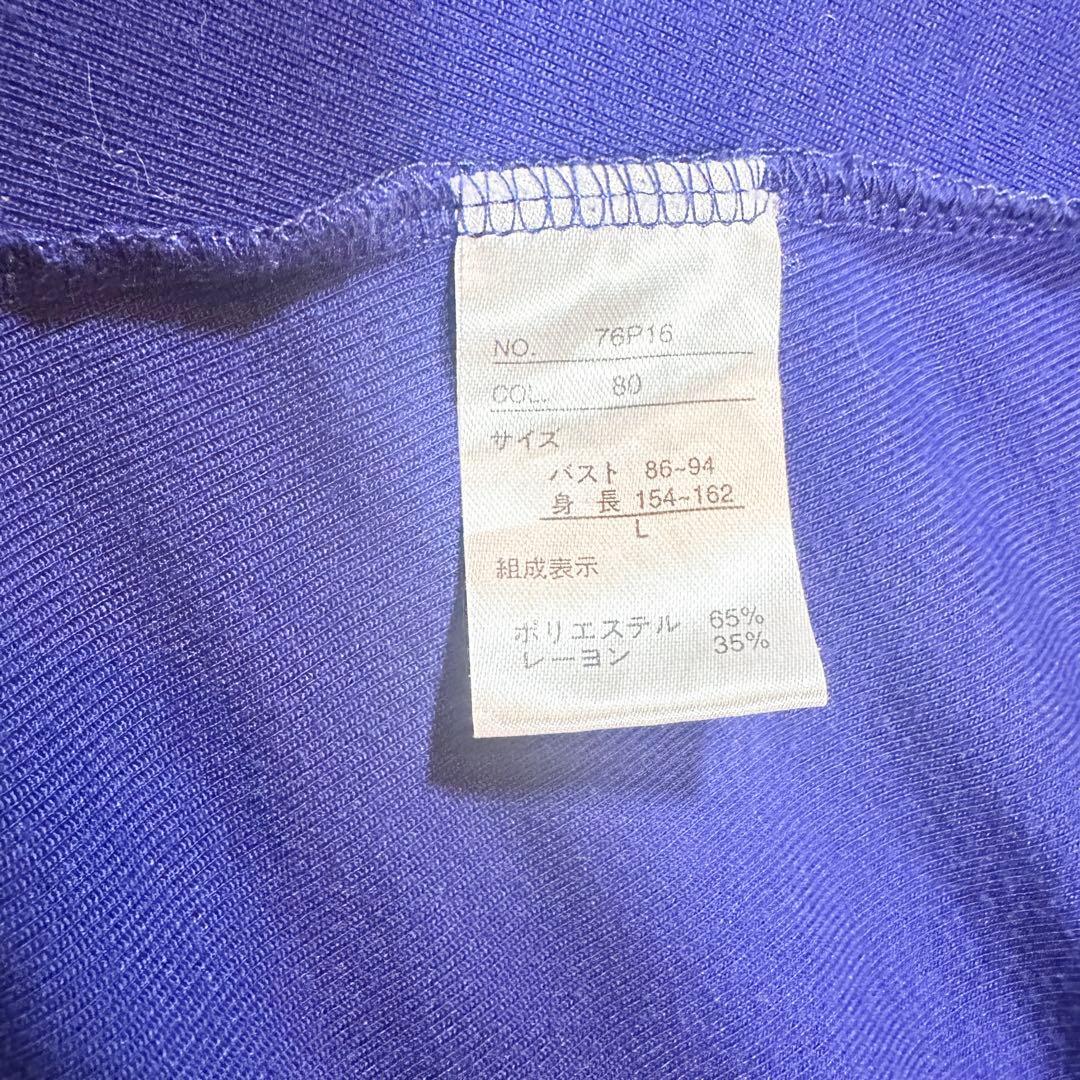 NO. 76P16
COL. 80
サイズ
バスト 86~94
身 長 154~162
L
組成表示
ポリエステル 65%
レーヨン 35%